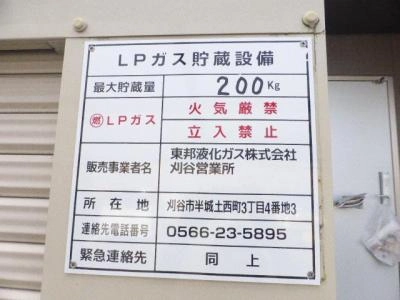 LPガス貯蔵設備
最大貯蔵量 200Kg
燃 LPガス 火気厳禁
立入禁止
販売事業者名 東邦液化ガス株式会社
刈谷営業所
所在地 刈谷市半城土西町3丁目4番地3
連絡先電話番号 0566-23-5895
緊急連絡先 同上